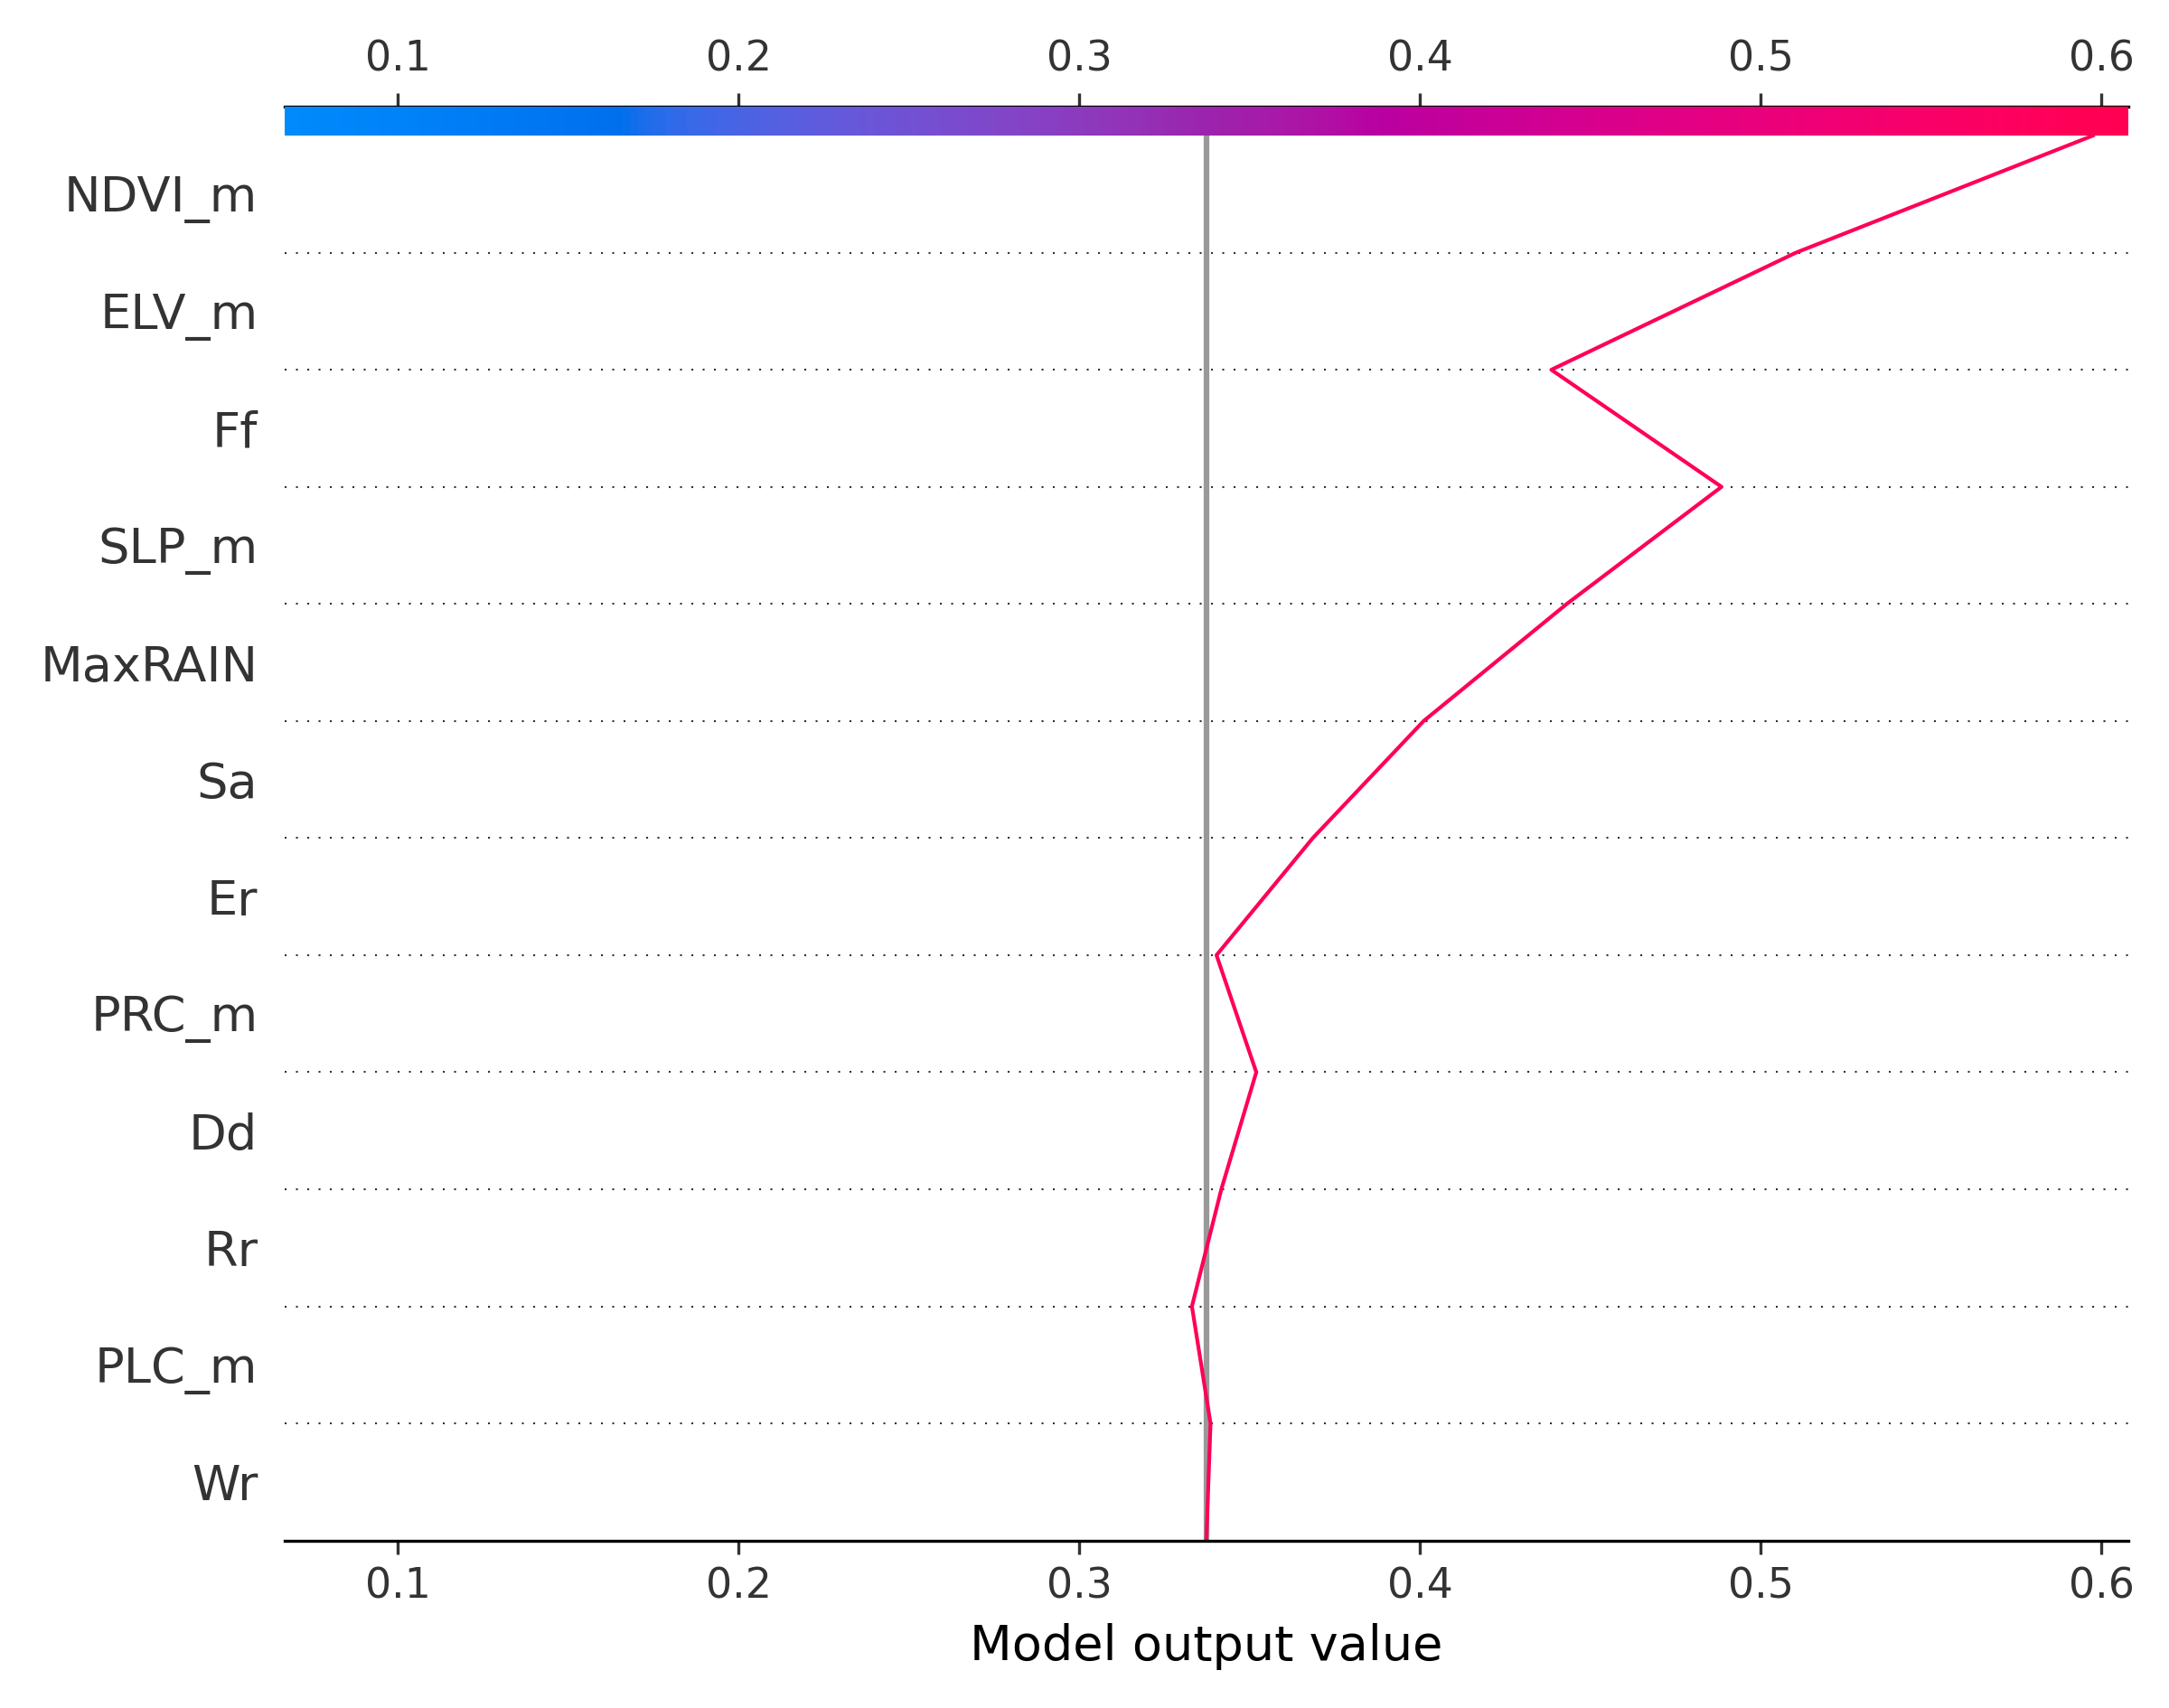 0.1 0.2 0.3 0.4 0.5 0.6
NDVI_m
ELV_m
Ff
SLP_m
MaxRAIN
Sa
Er
PRC_m
Dd
Rr
PLC_m
Wr
0.1 0.2 0.3 0.4 0.5 0.6
Model output value